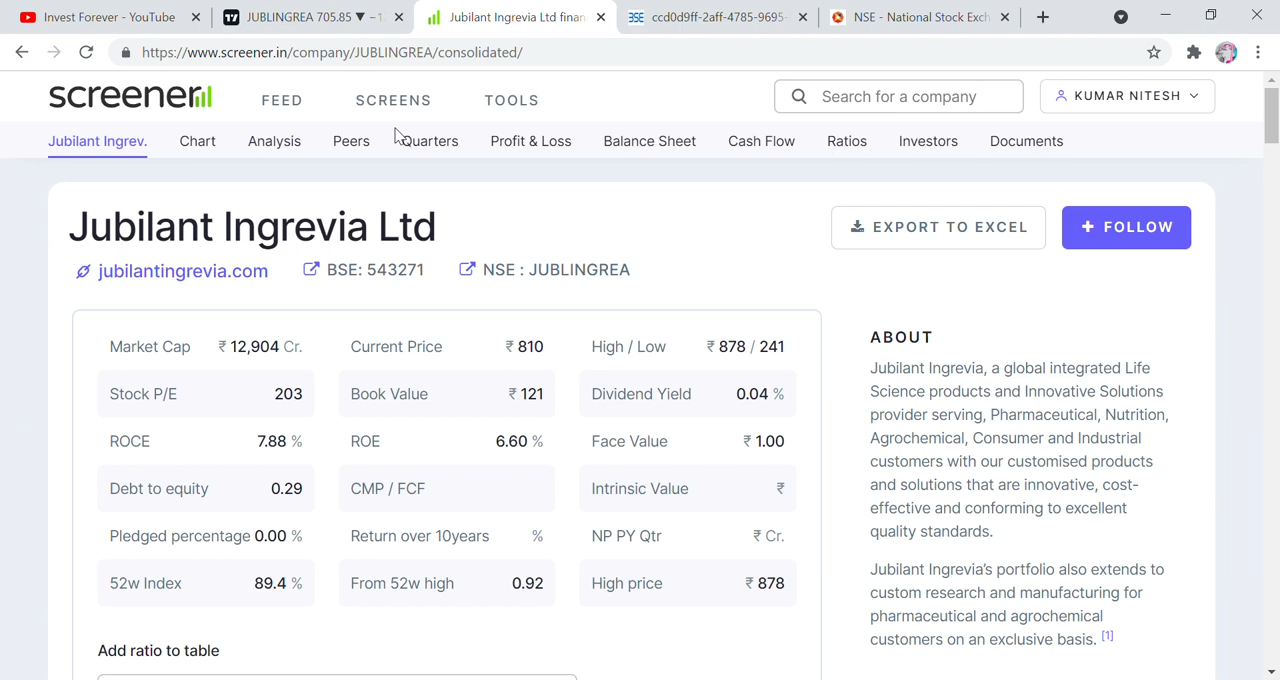 Invest Forever - YouTube
JUBLINGREA 705.85 ▼ −1
Jubilant Ingrevia Ltd finan
ccd0d9ff-2aff-4785-9695-
NSE - National Stock Exch
https://www.screener.in/company/JUBLINGREA/consolidated/
screener
FEED
SCREENS
TOOLS
Search for a company
KUMAR NITESH
Jubilant Ingrev.
Chart
Analysis
Peers
Quarters
Profit & Loss
Balance Sheet
Cash Flow
Ratios
Investors
Documents
Jubilant Ingrevia Ltd
EXPORT TO EXCEL
+ FOLLOW
jubilantingrevia.com
BSE: 543271
NSE : JUBLINGREA
Market Cap ₹ 12,904 Cr.
Current Price ₹ 810
High / Low ₹ 878 / 241
Stock P/E 203
Book Value ₹ 121
Dividend Yield 0.04 %
ROCE 7.88 %
ROE 6.60 %
Face Value ₹ 1.00
Debt to equity 0.29
CMP / FCF
Intrinsic Value ₹
Pledged percentage 0.00 %
Return over 10years %
NP PY Qtr ₹ Cr.
52w Index 89.4 %
From 52w high 0.92
High price ₹ 878
Add ratio to table
ABOUT
Jubilant Ingrevia, a global integrated Life
Science products and Innovative Solutions
provider serving, Pharmaceutical, Nutrition,
Agrochemical, Consumer and Industrial
customers with our customised products
and solutions that are innovative, cost-
effective and conforming to excellent
quality standards.
Jubilant Ingrevia's portfolio also extends to
custom research and manufacturing for
pharmaceutical and agrochemical
customers on an exclusive basis. [1]